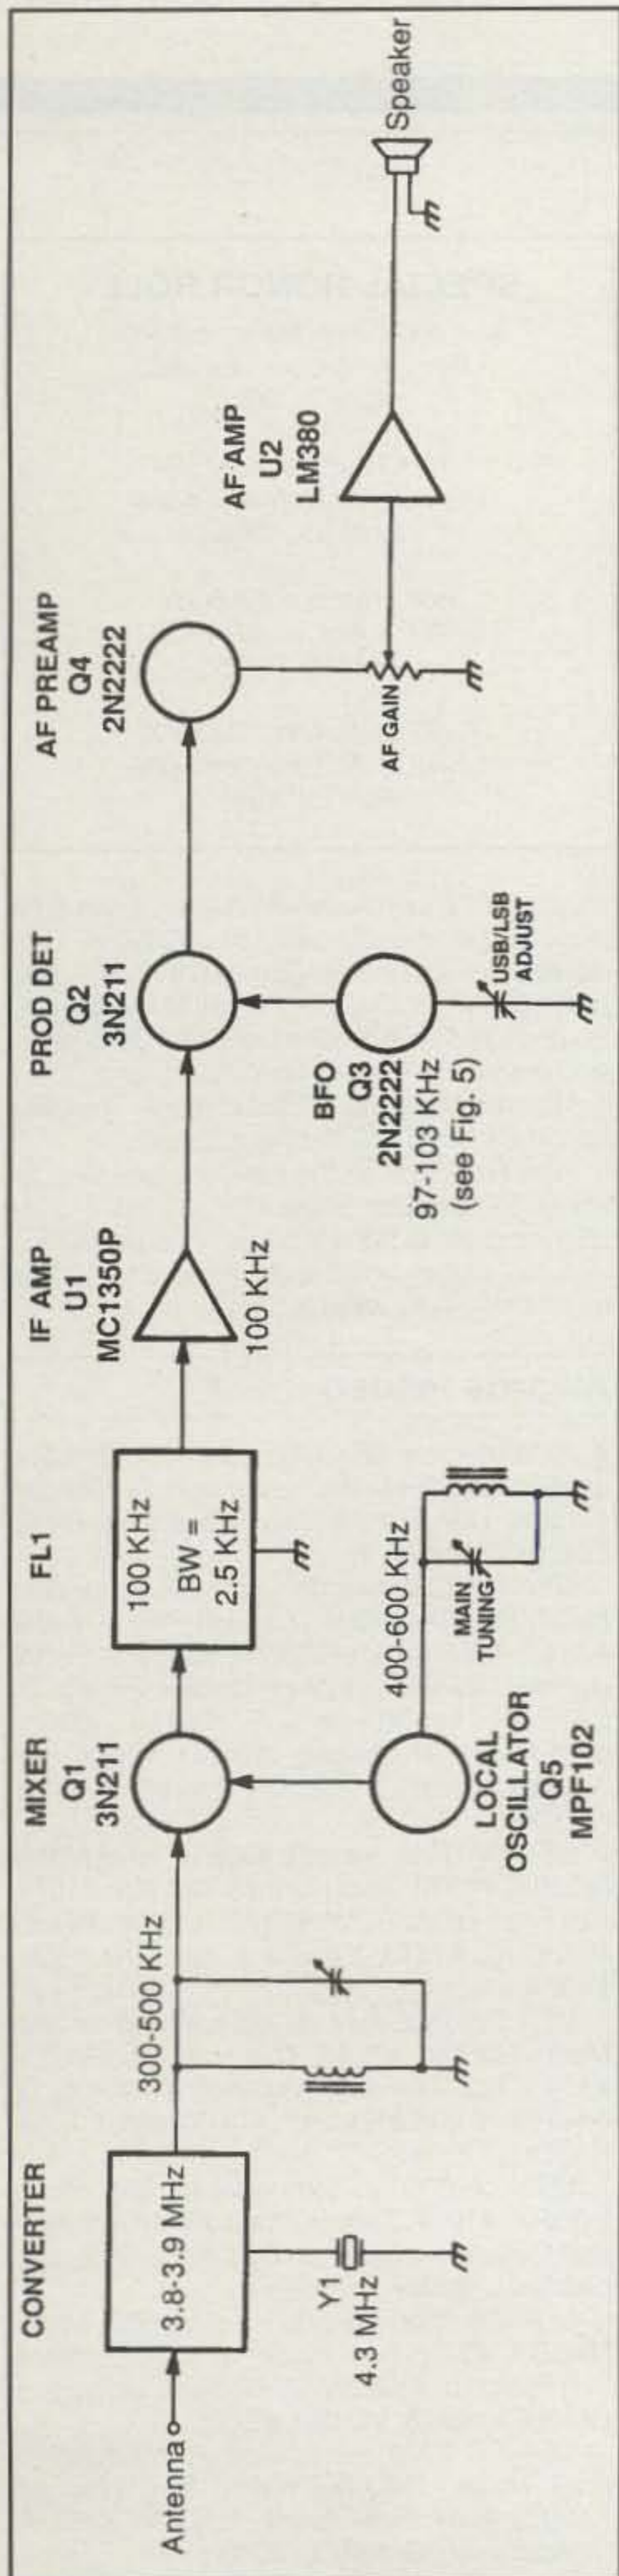 Antenna
CONVERTER
3.8-3.9 MHz
Y1
4.3 MHz
300-500 KHz
MIXER
Q1
3N211
LOCAL
OSCILLATOR
Q5
MPF102
400-600 KHz
MAIN
TUNING
FL1
100 KHz
BW =
2.5 KHz
IF AMP
U1
MC1350P
100 KHz
PROD DET
Q2
3N211
BFO
Q3
2N2222
97-103 KHz
(see Fig. 5)
USB/LSB
ADJUST
AF PREAMP
Q4
2N2222
AF GAIN
AF AMP
U2
LM380
Speaker